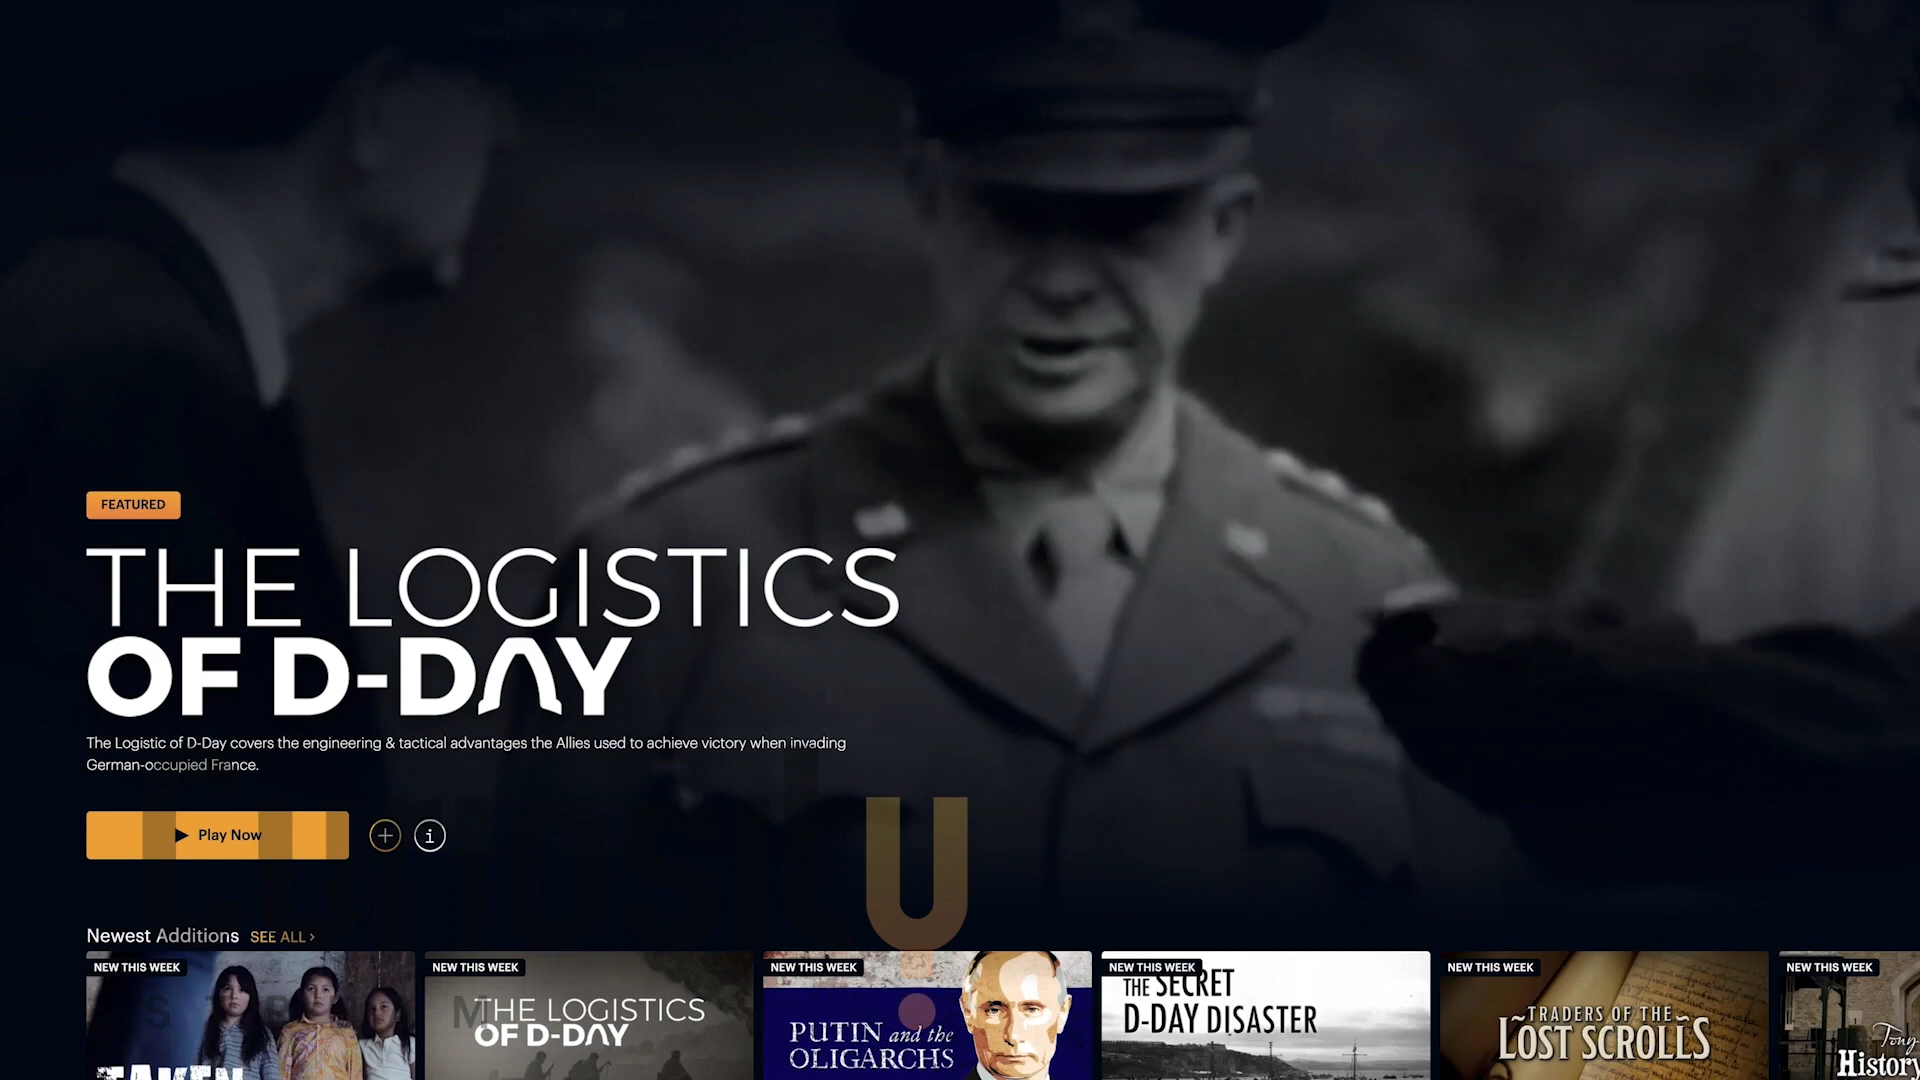 FEATURED
THE LOGISTICS
OF D-DAY
The Logistic of D-Day covers the engineering & tactical advantages the Allies used to achieve victory when invading
German-occupied France.
Play Now
Newest Additions SEE ALL >
NEW THIS WEEK
TAKEN
NEW THIS WEEK
THE LOGISTICS
OF D-DAY
NEW THIS WEEK
PUTIN and the
OLIGARCHS
NEW THIS WEEK
THE SECRET
D-DAY DISASTER
NEW THIS WEEK
TRADERS OF THE
LOST SCROLLS
NEW THIS WEEK
Tony
History